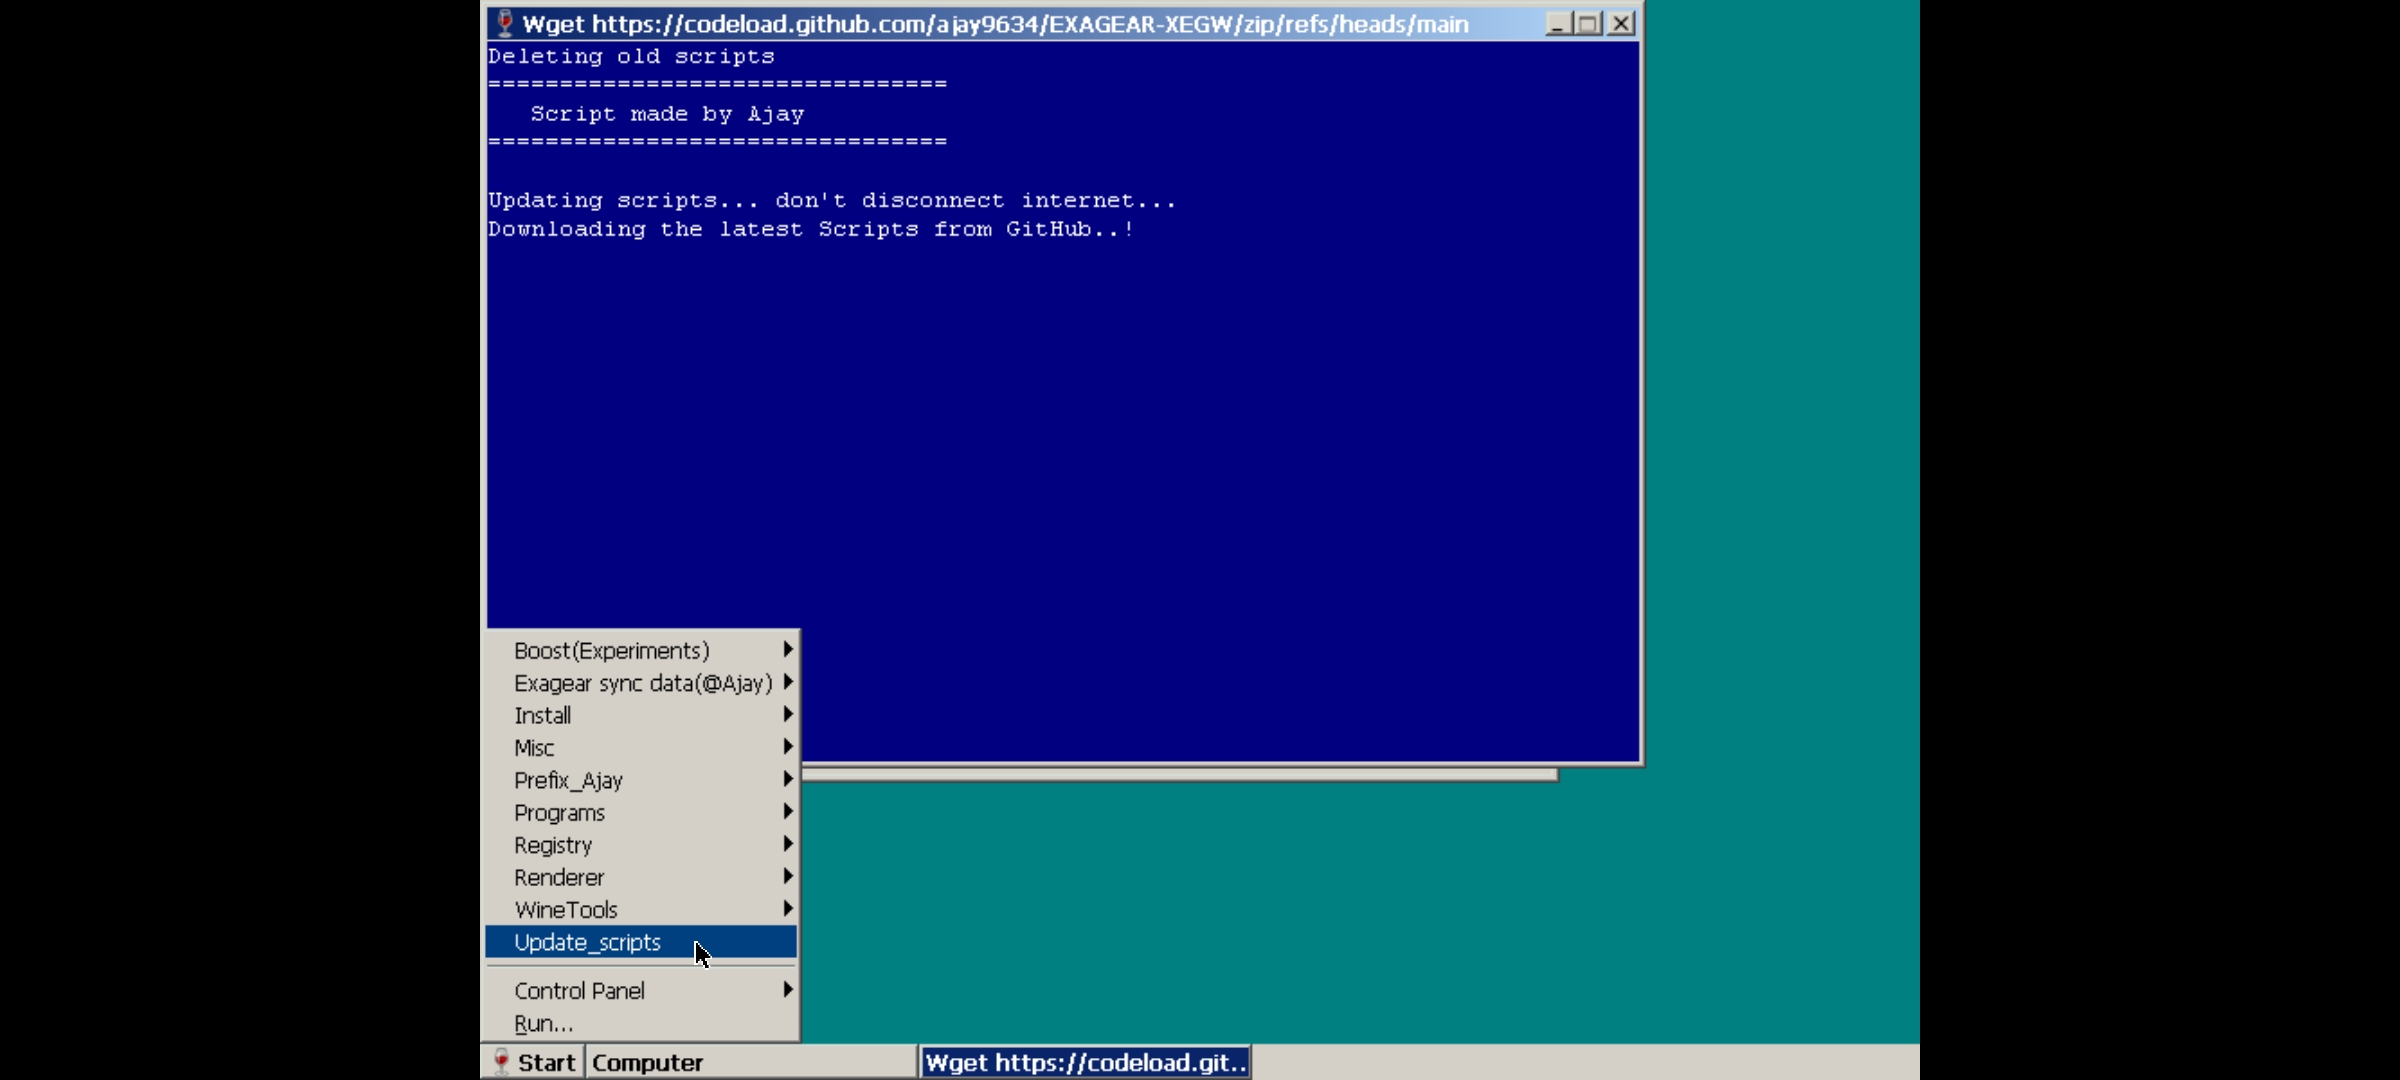 Wget https://codeload.github.com/ajay9634/EXAGEAR-XEGW/zip/refs/heads/main
Deleting old scripts
================================
Script made by Ajay
================================
Updating scripts... don't disconnect internet...
Downloading the latest Scripts from GitHub..!
Boost(Experiments)
Exagear sync data(@Ajay)
Install
Misc
Prefix_Ajay
Programs
Registry
Renderer
WineTools
Update_scripts
Control Panel
Run...
Start
Computer
Wget https://codeload.git..